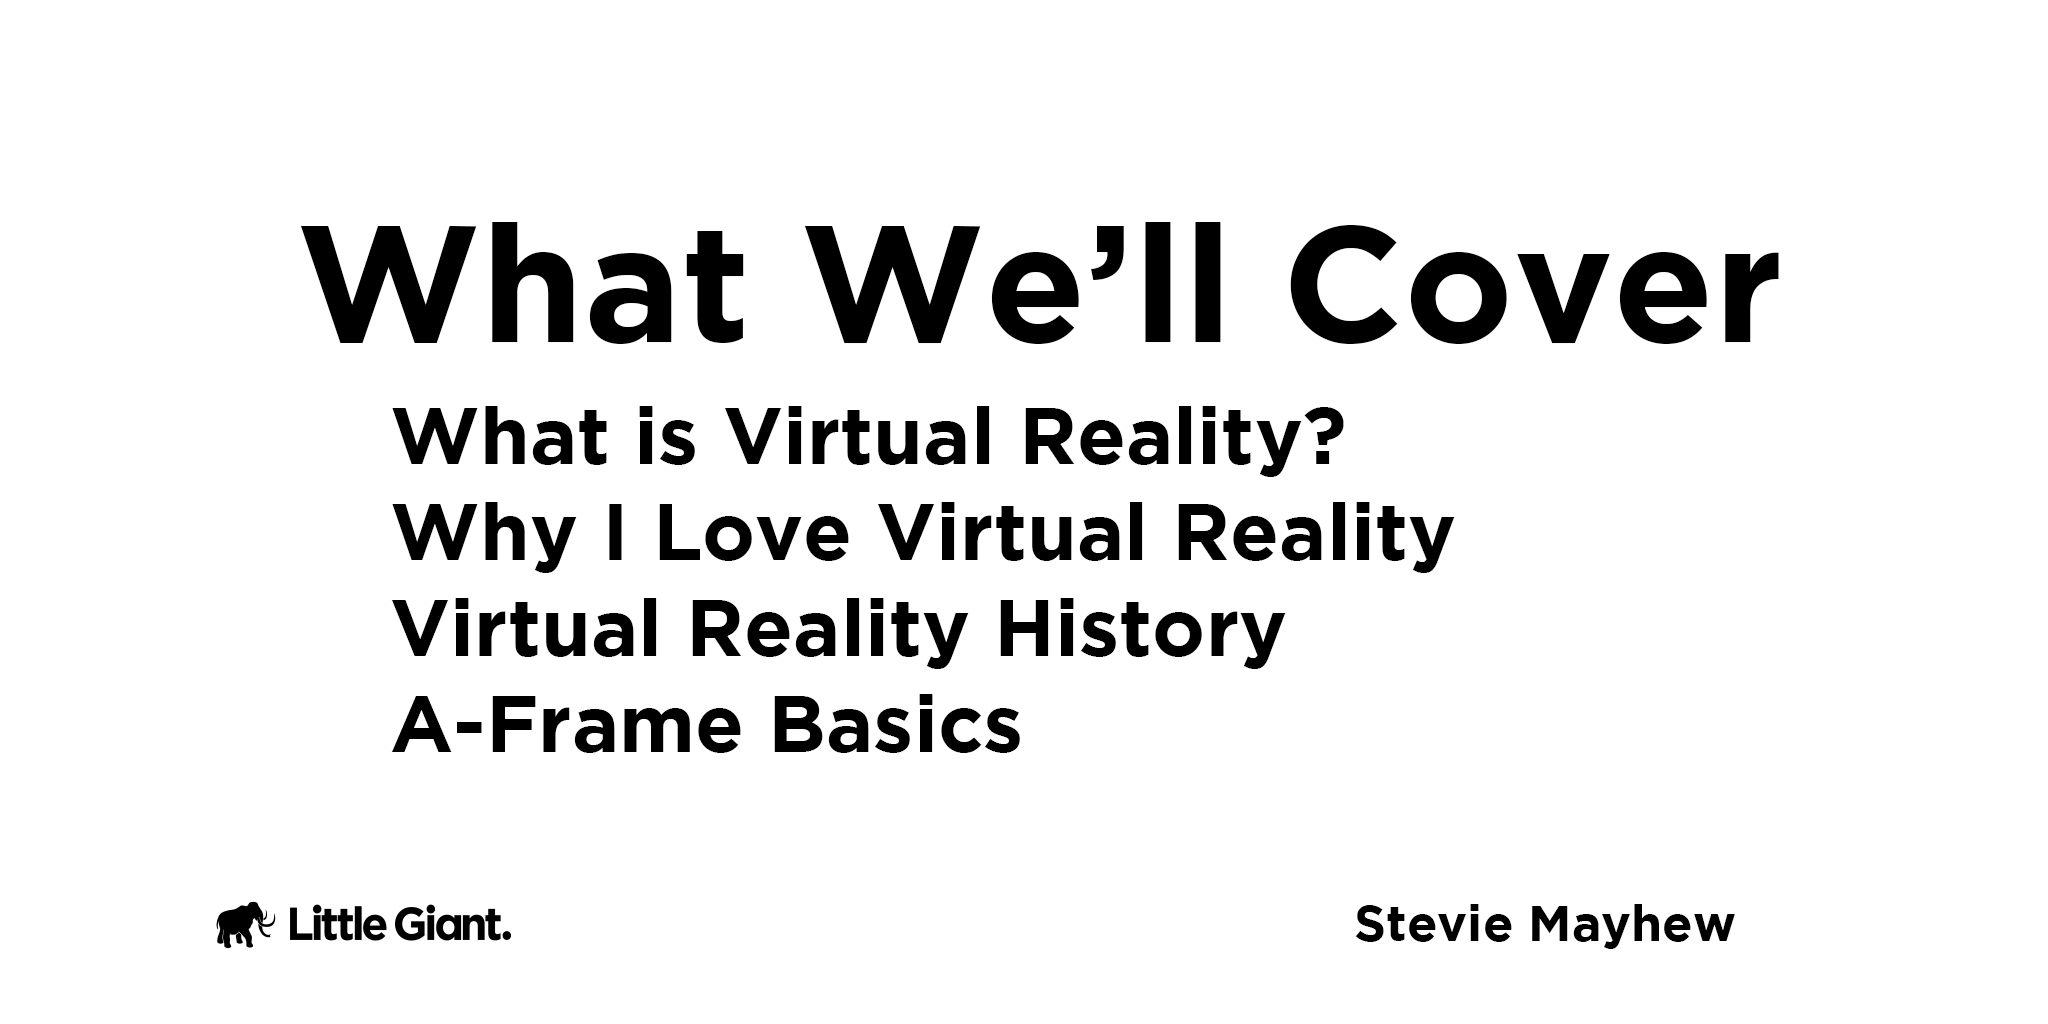 What We’ll Cover
What is Virtual Reality?
Why I Love Virtual Reality
Virtual Reality History
A-Frame Basics
Little Giant.
Stevie Mayhew